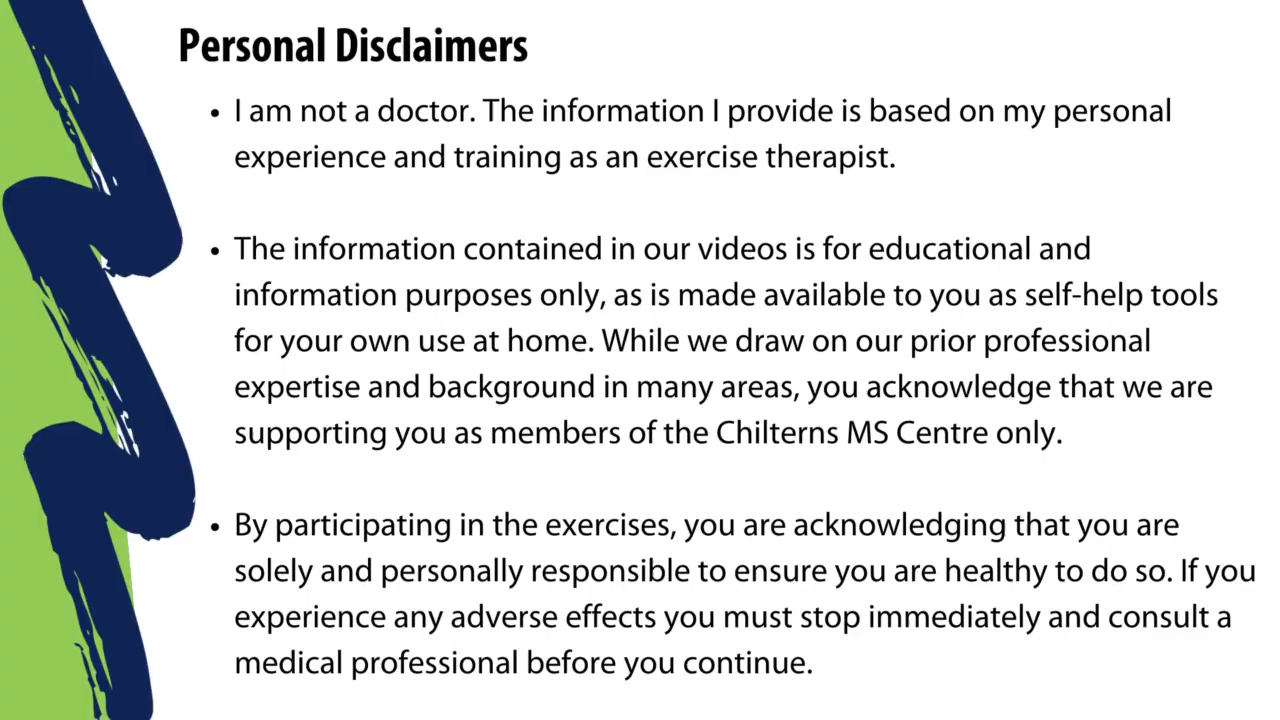 Personal Disclaimers
• I am not a doctor. The information I provide is based on my personal
experience and training as an exercise therapist.
• The information contained in our videos is for educational and
information purposes only, as is made available to you as self-help tools
for your own use at home. While we draw on our prior professional
expertise and background in many areas, you acknowledge that we are
supporting you as members of the Chilterns MS Centre only.
• By participating in the exercises, you are acknowledging that you are
solely and personally responsible to ensure you are healthy to do so. If you
experience any adverse effects you must stop immediately and consult a
medical professional before you continue.